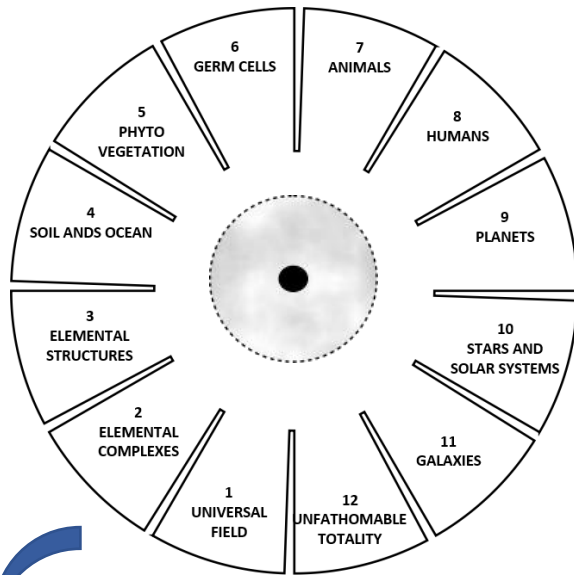 1
UNIVERSAL
FIELD
2
ELEMENTAL
COMPLEXES
3
ELEMENTAL
STRUCTURES
4
SOIL ANDS OCEAN
5
PHYTO
VEGETATION
6
GERM CELLS
7
ANIMALS
8
HUMANS
9
PLANETS
10
STARS AND
SOLAR SYSTEMS
11
GALAXIES
12
UNFATHOMABLE
TOTALITY